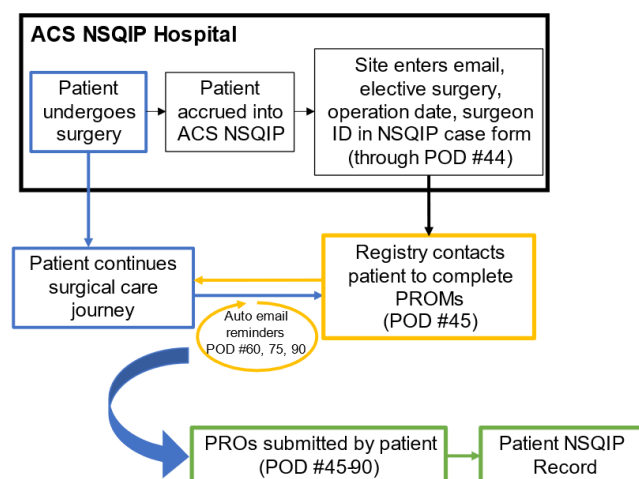 ACS NSQIP Hospital
Patient
undergoes
surgery
Patient
accrued into
ACS NSQIP
Site enters email,
elective surgery,
operation date, surgeon
ID in NSQIP case form
(through POD #44)
Patient continues
surgical care
journey
Registry contacts
patient to complete
PROMs
(POD #45)
Auto email
reminders
POD #60, 75, 90
PROs submitted by patient
(POD #45-90)
Patient NSQIP
Record